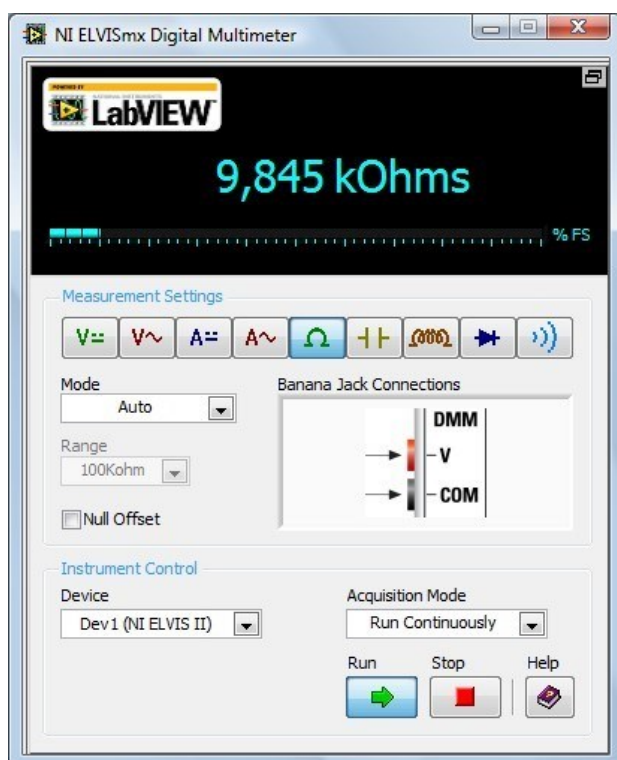 NI ELVISmx Digital Multimeter
LabVIEW
9,845 kOhms
% FS
Measurement Settings
V V A A Ω
Mode
Banana Jack Connections
Auto
DMM
Range
V
100Kohm
COM
Null Offset
Instrument Control
Device
Acquisition Mode
Dev1 (NI ELVIS II)
Run Continuously
Run Stop Help